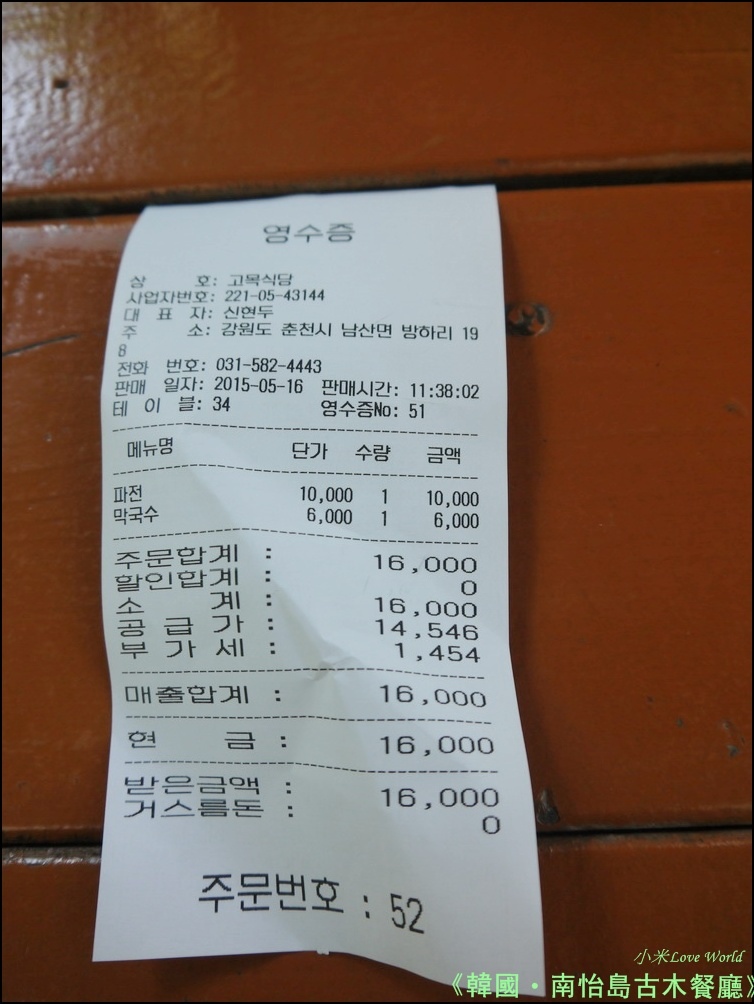 영수증
상 호: 고목식당
사업자번호: 221-05-43144
대 표 자: 신현두
주 소: 강원도 춘천시 남산면 방하리 19
8
전화 번호: 031-582-4443
판매 일자: 2015-05-16 판매시간: 11:38:02
테 이 블: 34 영수증No: 51
메뉴명 단가 수량 금액
파전 10,000 1 10,000
막국수 6,000 1 6,000
주문합계 : 16,000
할인합계 : 0
소 계 : 16,000
공 급 가 : 14,546
부 가 세 : 1,454
매출합계 : 16,000
현 금 : 16,000
받은금액 : 16,000
거스름돈 : 0
주문번호 : 52
小米Love World
《韓國·南怡島古木餐廳》